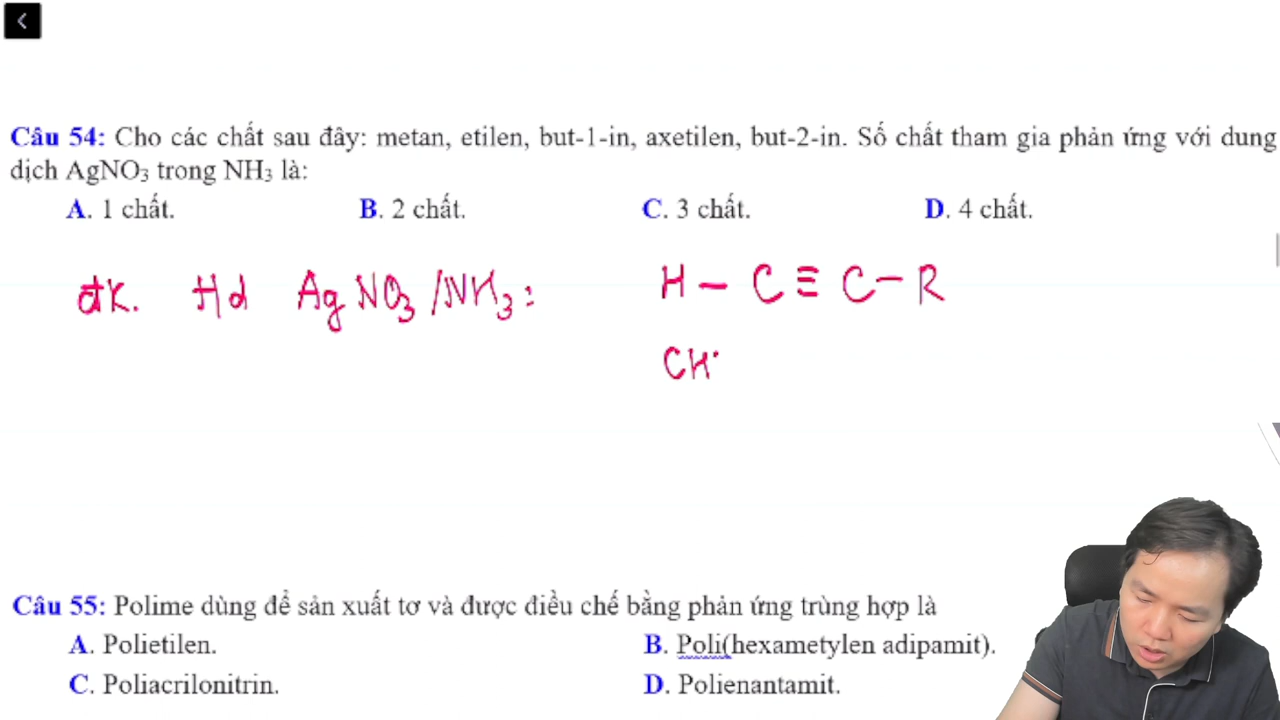 Câu 54: Cho các chất sau đây: metan, etilen, but-1-in, axetilen, but-2-in. Số chất tham gia phản ứng với dung
dịch AgNO₃ trong NH₃ là:
A. 1 chất. B. 2 chất. C. 3 chất. D. 4 chất.
đk. Hd AgNO₃/NH₃: H – C ≡ C – R
CH
Câu 55: Polime dùng để sản xuất tơ và được điều chế bằng phản ứng trùng hợp là
A. Polietilen. B. Poli(hexametylen adipamit).
C. Poliacrilonitrin. D. Polienantamit.